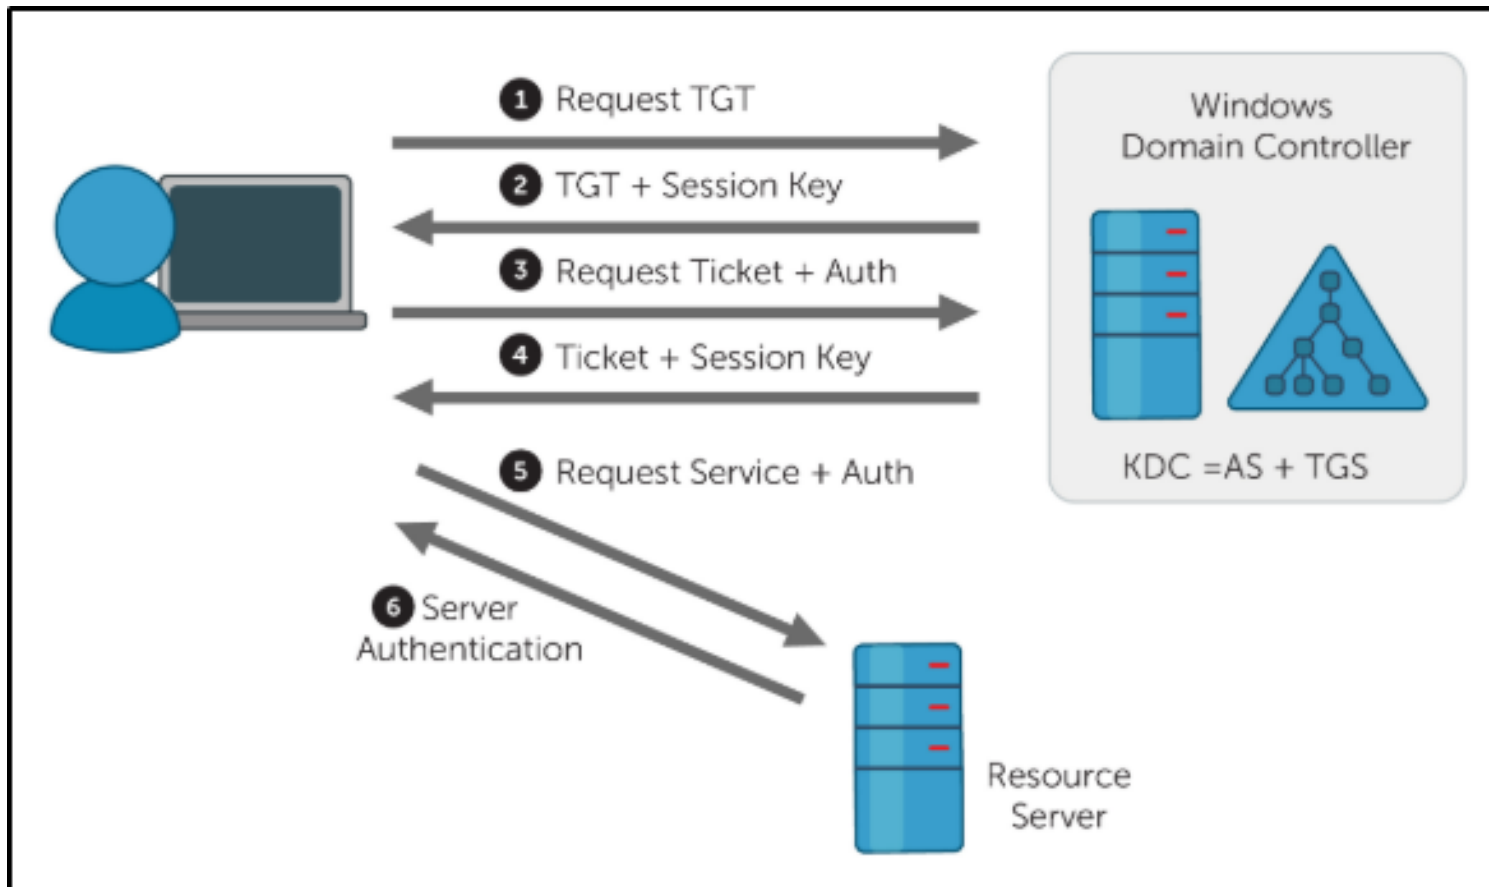 1 Request TGT
2 TGT + Session Key
3 Request Ticket + Auth
4 Ticket + Session Key
5 Request Service + Auth
6 Server
Authentication
Windows
Domain Controller
KDC =AS + TGS
Resource
Server